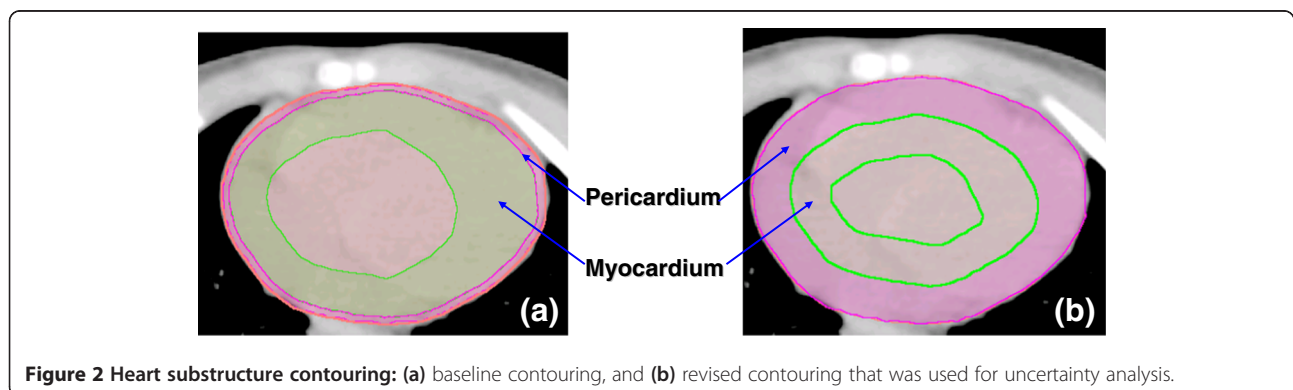 Pericardium
Myocardium
(a)
(b)
Figure 2 Heart substructure contouring: (a) baseline contouring, and (b) revised contouring that was used for uncertainty analysis.